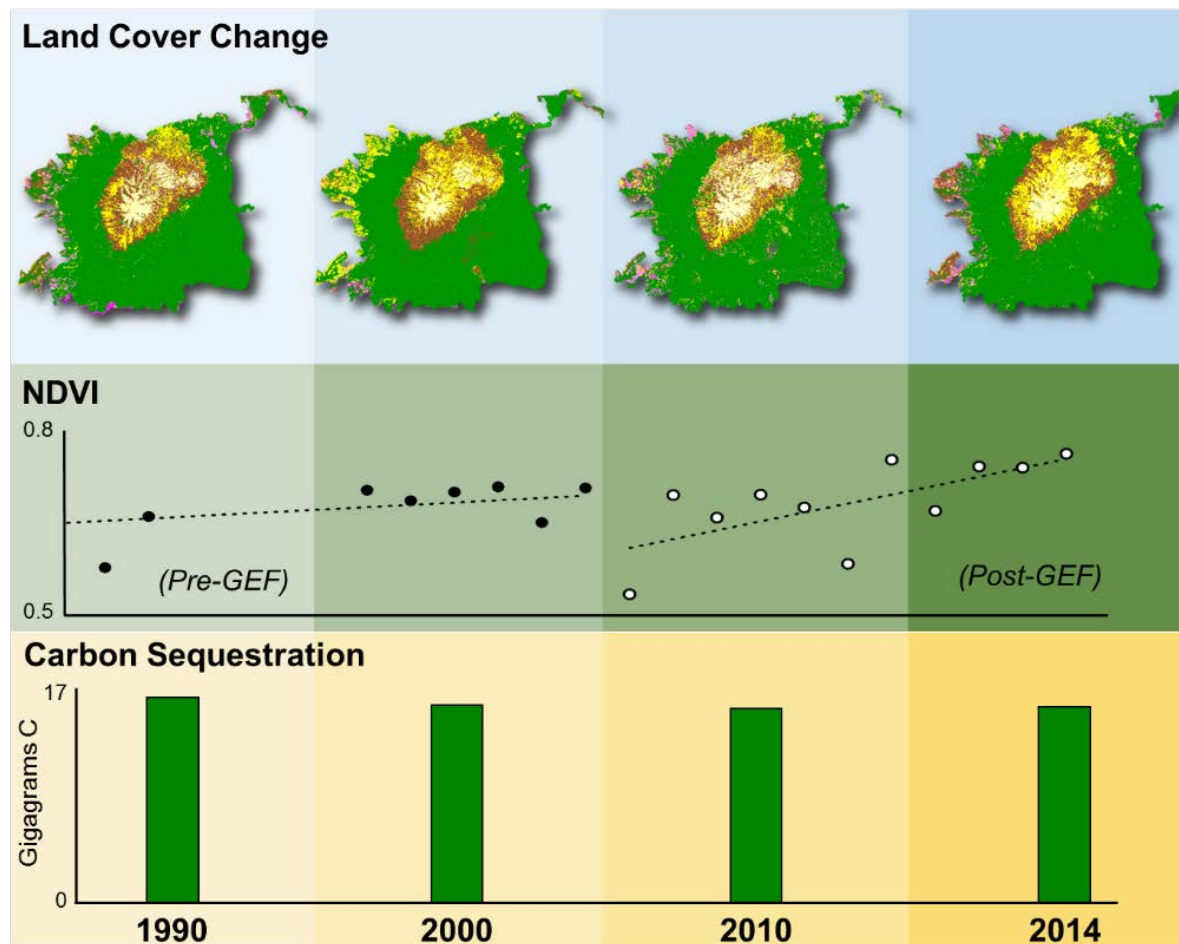 Land Cover Change
NDVI
0.8
(Pre-GEF)
(Post-GEF)
0.5
Carbon Sequestration
17
Gigagrams C
0
1990
2000
2010
2014